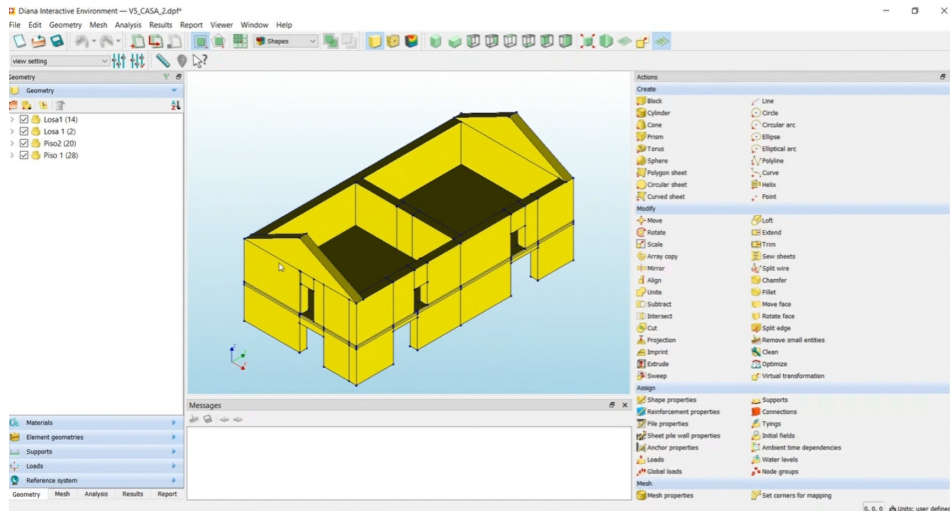 Diana Interactive Environment — V5_CASA_2.dpf*
File Edit Geometry Mesh Analysis Results Report Viewer Window Help
Shapes
view setting
Geometry
Geometry
Losa1 (14)
Losa 1 (2)
Piso2 (20)
Piso 1 (28)
Materials
Element geometries
Supports
Loads
Reference system
Geometry Mesh Analysis Results Report
Messages
Actions
Create
Block Line
Cylinder Circle
Cone Circular arc
Prism Ellipse
Torus Elliptical arc
Sphere Polyline
Polygon sheet Curve
Circular sheet Helix
Curved sheet Point
Modify
Move Loft
Rotate Extend
Scale Trim
Array copy Sew sheets
Mirror Split wire
Align Chamfer
Unite Fillet
Subtract Move face
Intersect Rotate face
Cut Split edge
Projection Remove small entities
Imprint Clean
Extrude Optimize
Sweep Virtual transformation
Assign
Shape properties Supports
Reinforcement properties Connections
Pile properties Tyings
Sheet pile wall properties Initial fields
Anchor properties Ambient time dependencies
Loads Water levels
Global loads Node groups
Mesh
Mesh properties Set corners for mapping
0, 0, 0 Units: user define